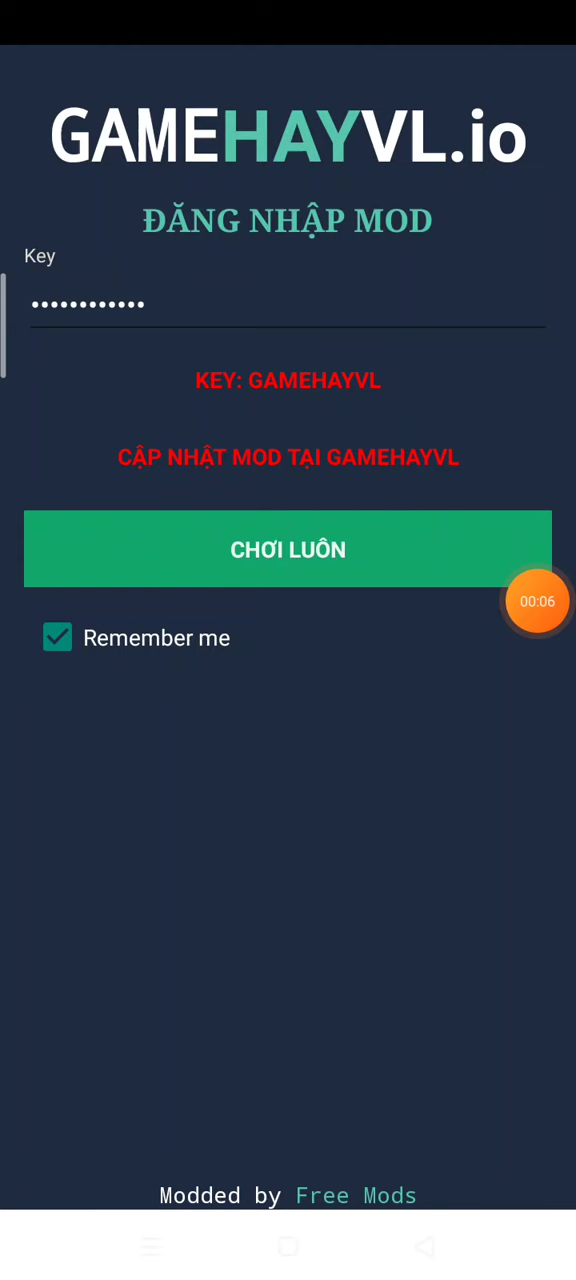 GAMEHAYVL.io
ĐĂNG NHẬP MOD
Key
••••••••••••
KEY: GAMEHAYVL
CẬP NHẬT MOD TẠI GAMEHAYVL
CHƠI LUÔN
00:06
Remember me
Modded by Free Mods